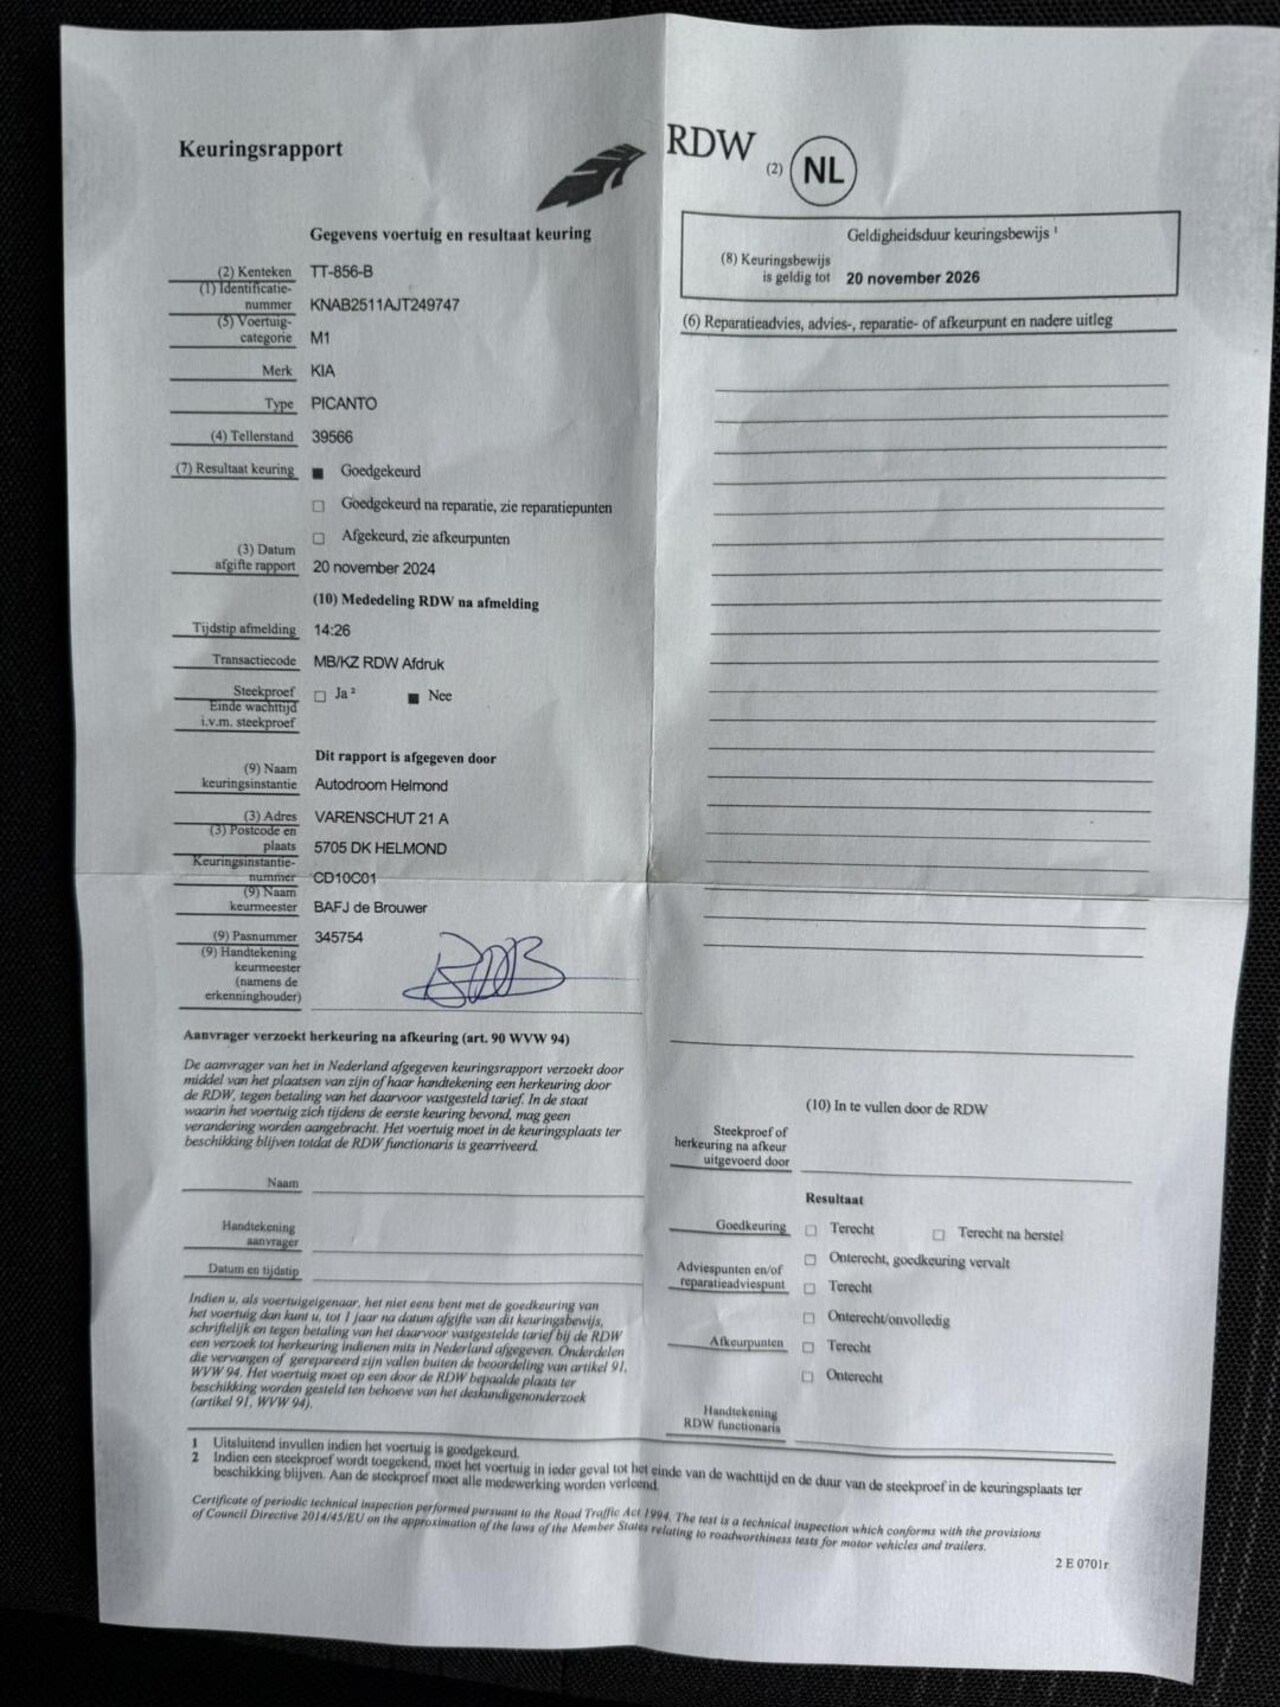 Keuringsrapport
RDW
(2) NL
Gegevens voertuig en resultaat keuring
(2) Kenteken TT-856-B
(1) Identificatie-
nummer KNAB2511AJT249747
(5) Voertuig-
categorie M1
Merk KIA
Type PICANTO
(4) Tellerstand 39566
(7) Resultaat keuring ■ Goedgekeurd
□ Goedgekeurd na reparatie, zie reparatiepunten
□ Afgekeurd, zie afkeurpunten
(3) Datum
afgifte rapport 20 november 2024
(10) Mededeling RDW na afmelding
Tijdstip afmelding 14:26
Transactiecode MB/KZ RDW Afdruk
Steekproef □ Ja ² ■ Nee
Einde wachttijd
i.v.m. steekproef
Dit rapport is afgegeven door
(9) Naam
keuringsinstantie Autodroom Helmond
(3) Adres VARENSCHUT 21 A
(3) Postcode en
plaats 5705 DK HELMOND
Keuringsinstantie-
nummer CD10C01
(9) Naam
keurmeester BAFJ de Brouwer
(9) Pasnummer 345754
(9) Handtekening
keurmeester
(namens de
erkenninghouder)
Aanvrager verzoekt herkeuring na afkeuring (art. 90 WVW 94)
De aanvrager van het in Nederland afgegeven keuringsrapport verzoekt door
middel van het plaatsen van zijn of haar handtekening een herkeuring door
de RDW, tegen betaling van het daarvoor vastgesteld tarief. In de staat
waarin het voertuig zich tijdens de eerste keuring bevond, mag geen
verandering worden aangebracht. Het voertuig moet in de keuringsplaats ter
beschikking blijven totdat de RDW functionaris is gearriveerd.
Naam
Handtekening
aanvrager
Datum en tijdstip
Indien u, als voertuigeigenaar, het niet eens bent met de goedkeuring van
het voertuig dan kunt u, tot 1 jaar na datum afgifte van dit keuringsbewijs,
schriftelijk en tegen betaling van het daarvoor vastgestelde tarief bij de RDW
een verzoek tot herkeuring indienen mits in Nederland afgegeven. Onderdelen
die vervangen of gerepareerd zijn vallen buiten de beoordeling van artikel 91,
WVW 94. Het voertuig moet op een door de RDW bepaalde plaats ter
beschikking worden gesteld ten behoeve van het deskundigenonderzoek
(artikel 91, WVW 94).
Geldigheidsduur keuringsbewijs ¹
(8) Keuringsbewijs
is geldig tot 20 november 2026
(6) Reparatieadvies, advies-, reparatie- of afkeurpunt en nadere uitleg
(10) In te vullen door de RDW
Steekproef of
herkeuring na afkeur
uitgevoerd door
Resultaat
Goedkeuring □ Terecht □ Terecht na herstel
□ Onterecht, goedkeuring vervalt
Adviespunten en/of
reparatieadviespunt □ Terecht
□ Onterecht/onvolledig
Afkeurpunten □ Terecht
□ Onterecht
Handtekening
RDW functionaris
1 Uitsluitend invullen indien het voertuig is goedgekeurd.
2 Indien een steekproef wordt toegekend, moet het voertuig in ieder geval tot het einde van de wachttijd en de duur van de steekproef in de keuringsplaats ter
beschikking blijven. Aan de steekproef moet alle medewerking worden verleend.
Certificate of periodic technical inspection performed pursuant to the Road Traffic Act 1994. The test is a technical inspection which conforms with the provisions
of Council Directive 2014/45/EU on the approximation of the laws of the Member States relating to roadworthiness tests for motor vehicles and trailers.
2 E 0701r